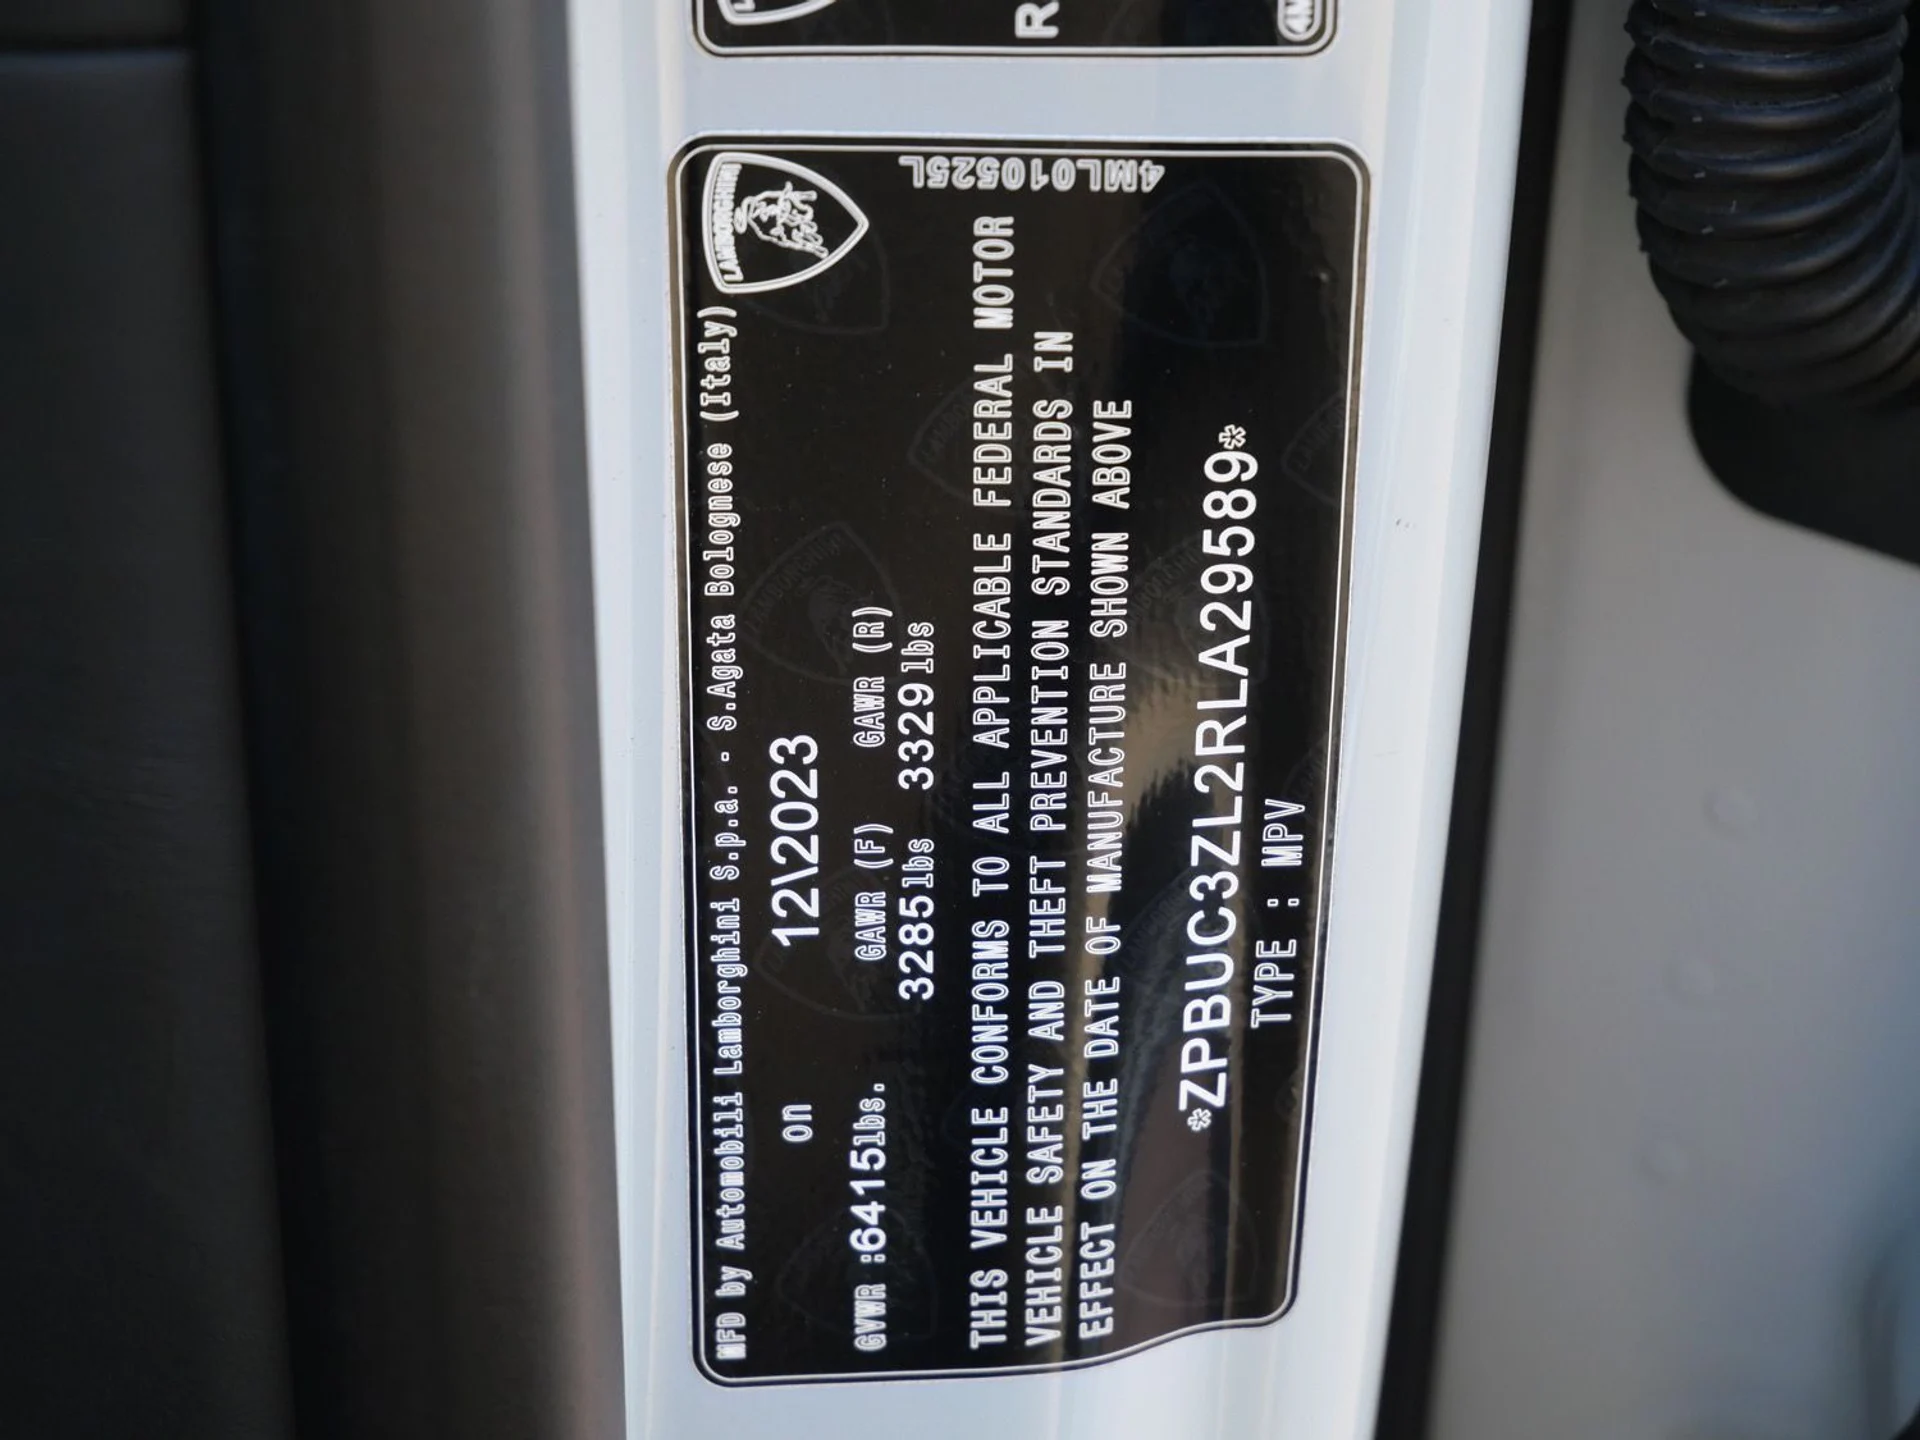 LAMBORGHINI
MFD by Automobili Lamborghini S.p.a. - S.Agata Bolognese (Italy)
on 12\2023
GVWR :6415lbs. GAWR (F) GAWR (R)
3285lbs 3329lbs
4ML010525L
THIS VEHICLE CONFORMS TO ALL APPLICABLE FEDERAL MOTOR
VEHICLE SAFETY AND THEFT PREVENTION STANDARDS IN
EFFECT ON THE DATE OF MANUFACTURE SHOWN ABOVE
*ZPBUC3ZL2RLA29589*
TYPE : MPV